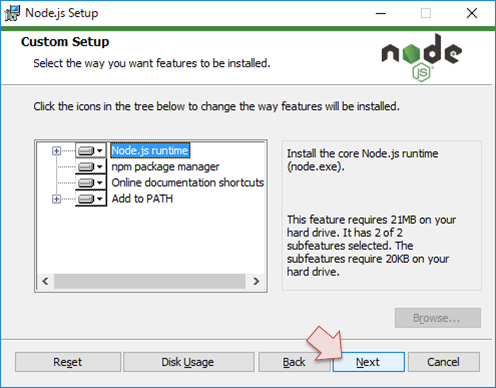 Node.js Setup
Custom Setup
Select the way you want features to be installed.
node
JS
Click the icons in the tree below to change the way features will be installed.
Node.js runtime
npm package manager
Online documentation shortcuts
Add to PATH
Install the core Node.js runtime
(node.exe).
This feature requires 21MB on your
hard drive. It has 2 of 2
subfeatures selected. The
subfeatures require 20KB on your
hard drive.
Browse...
Reset
Disk Usage
Back
Next
Cancel